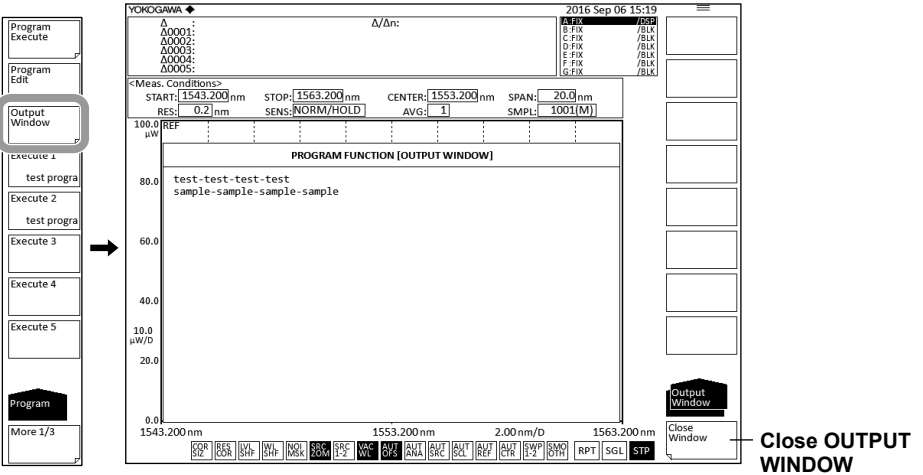 Program
Execute
Program
Edit
Output
Window
Execute 1
test progra
Execute 2
test progra
Execute 3
Execute 4
Execute 5
Program
More 1/3
YOKOGAWA
2016 Sep 06 15:19
Δ :
Δ/Δn:
Δ0001:
Δ0002:
Δ0003:
Δ0004:
Δ0005:
A:FIX /DSP
B:FIX /BLK
C:FIX /BLK
D:FIX /BLK
E:FIX /BLK
F:FIX /BLK
G:FIX /BLK
<Meas. Conditions>
START: 1543.200 nm STOP: 1563.200 nm CENTER: 1553.200 nm SPAN: 20.0 nm
RES: 0.2 nm SENS: NORM/HOLD AVG: 1 SMPL: 1001(M)
100.0 REF
µW
PROGRAM FUNCTION [OUTPUT WINDOW]
test-test-test-test
sample-sample-sample-sample
80.0
60.0
40.0
10.0
µW/D
20.0
0.0
1543.200 nm 1553.200 nm 2.00 nm/D 1563.200 nm
COR SIZ
RES COR
LVL SHF
WL SHF
NOI MSK
SRC ZOM
SRC 1-2
VAC WL
AUT OFS
AUT ANA
AUT SRC
AUT SCL
AUT REF
AUT CTR
SWP 1-2
SMO OTH
RPT SGL STP
Output
Window
Close
Window
Close OUTPUT
WINDOW